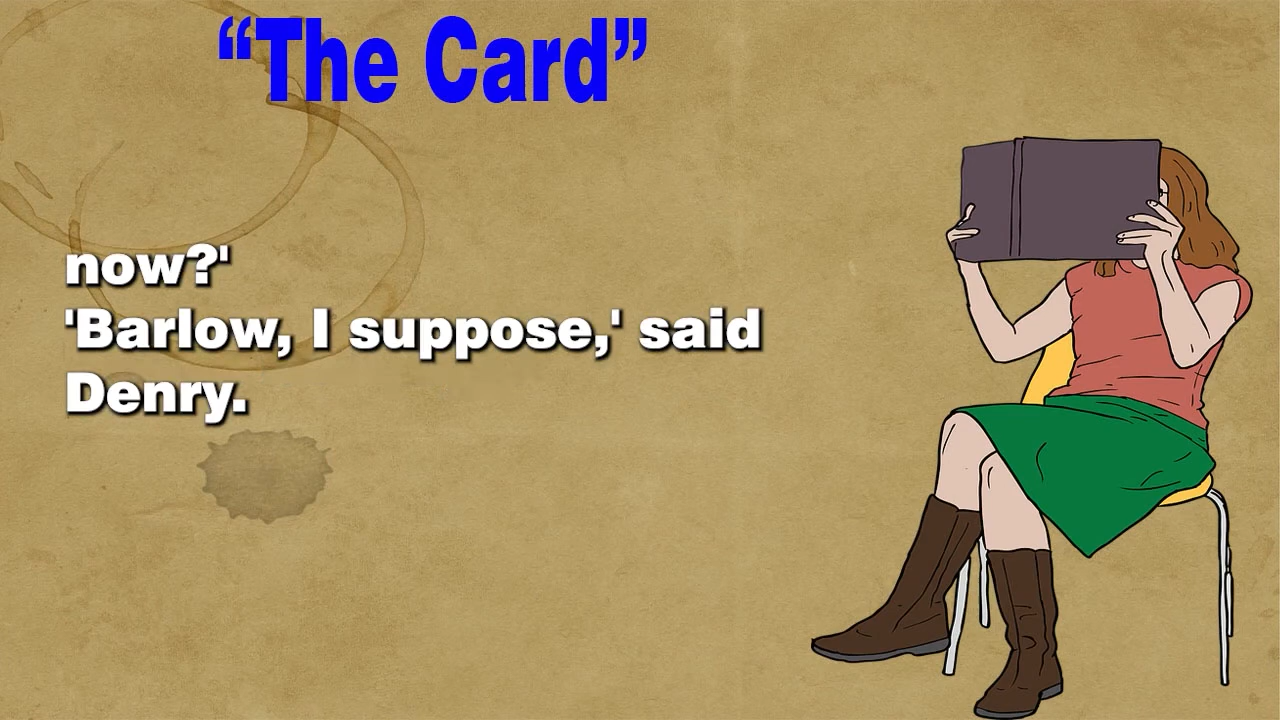 “The Card”
now?'
'Barlow, I suppose,' said
Denry.